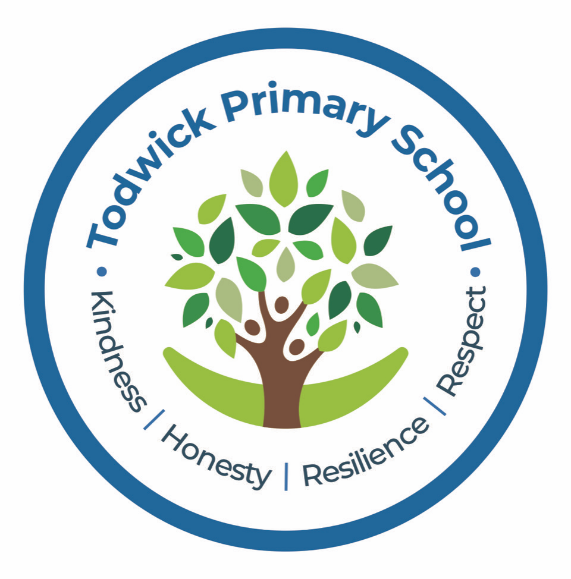 Todwick Primary School
Kindness | Honesty | Resilience | Respect